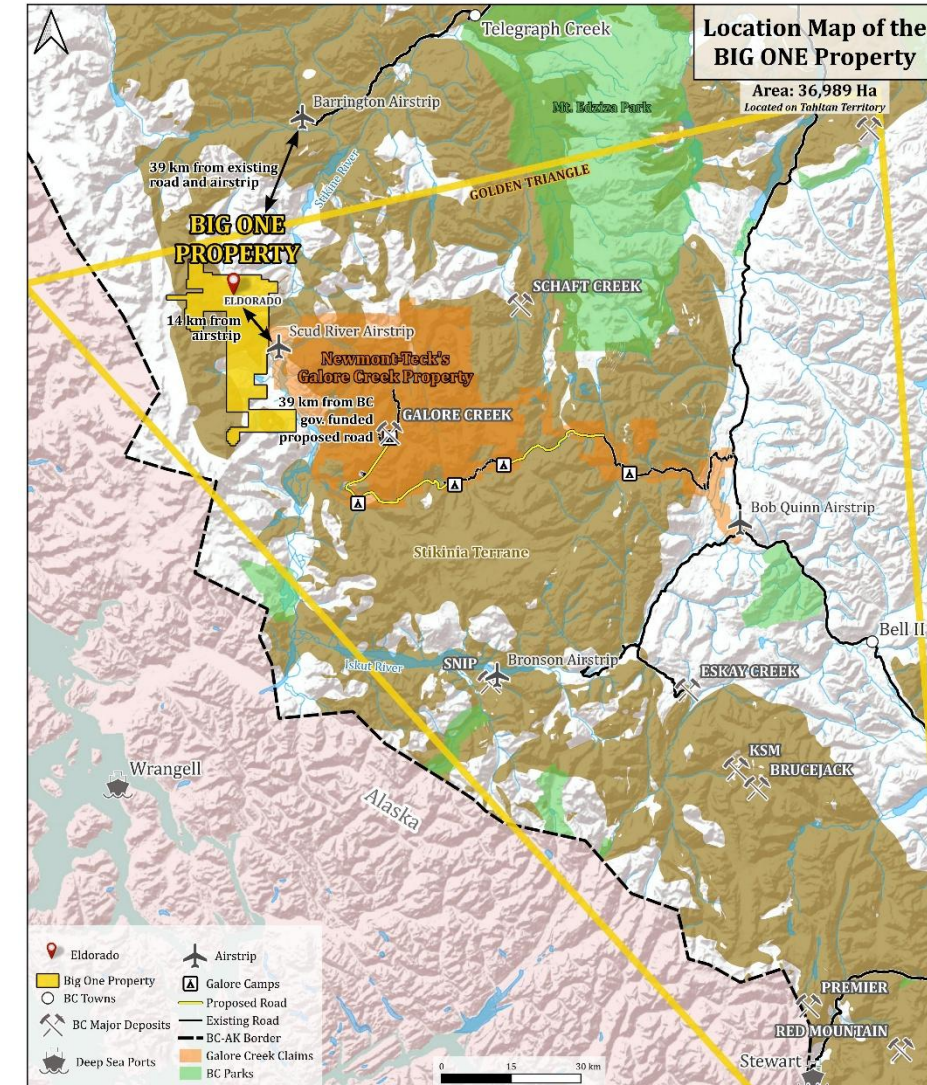 Location Map of the
BIG ONE Property
Area: 36,989 Ha
Located on Tahltan Territory
Telegraph Creek
Barrington Airstrip
Mt. Edziza Park
39 km from existing
road and airstrip
Stikine River
GOLDEN TRIANGLE
BIG ONE
PROPERTY
ELDORADO
SCHAFT CREEK
14 km from
airstrip
Scud River Airstrip
Newmont-Teck's
Galore Creek Property
39 km from BC
gov. funded
proposed road
GALORE CREEK
Bob Quinn Airstrip
Stikinia Terrane
Bell II
Iskut River
SNIP
Bronson Airstrip
ESKAY CREEK
KSM
BRUCEJACK
Wrangell
Alaska
PREMIER
RED MOUNTAIN
Stewart
Eldorado
Big One Property
BC Towns
BC Major Deposits
Deep Sea Ports
Airstrip
Galore Camps
Proposed Road
Existing Road
BC-AK Border
Galore Creek Claims
BC Parks
0 15 30 km